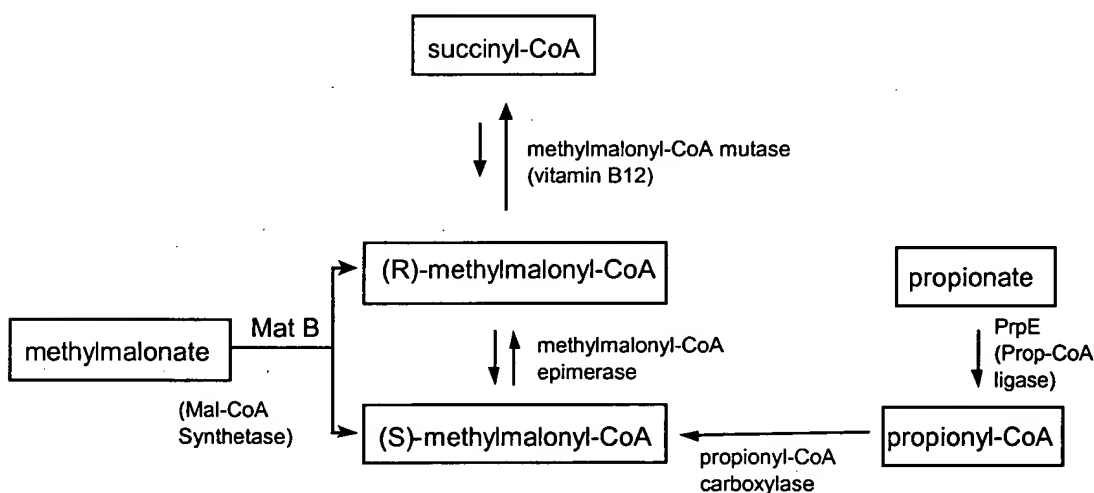 succinyl-CoA
methylmalonyl-CoA mutase
(vitamin B12)
(R)-methylmalonyl-CoA
propionate
Mat B
methylmalonate
methylmalonyl-CoA
epimerase
PrpE
(Prop-CoA
ligase)
(Mal-CoA
Synthetase)
(S)-methylmalonyl-CoA
propionyl-CoA
propionyl-CoA
carboxylase